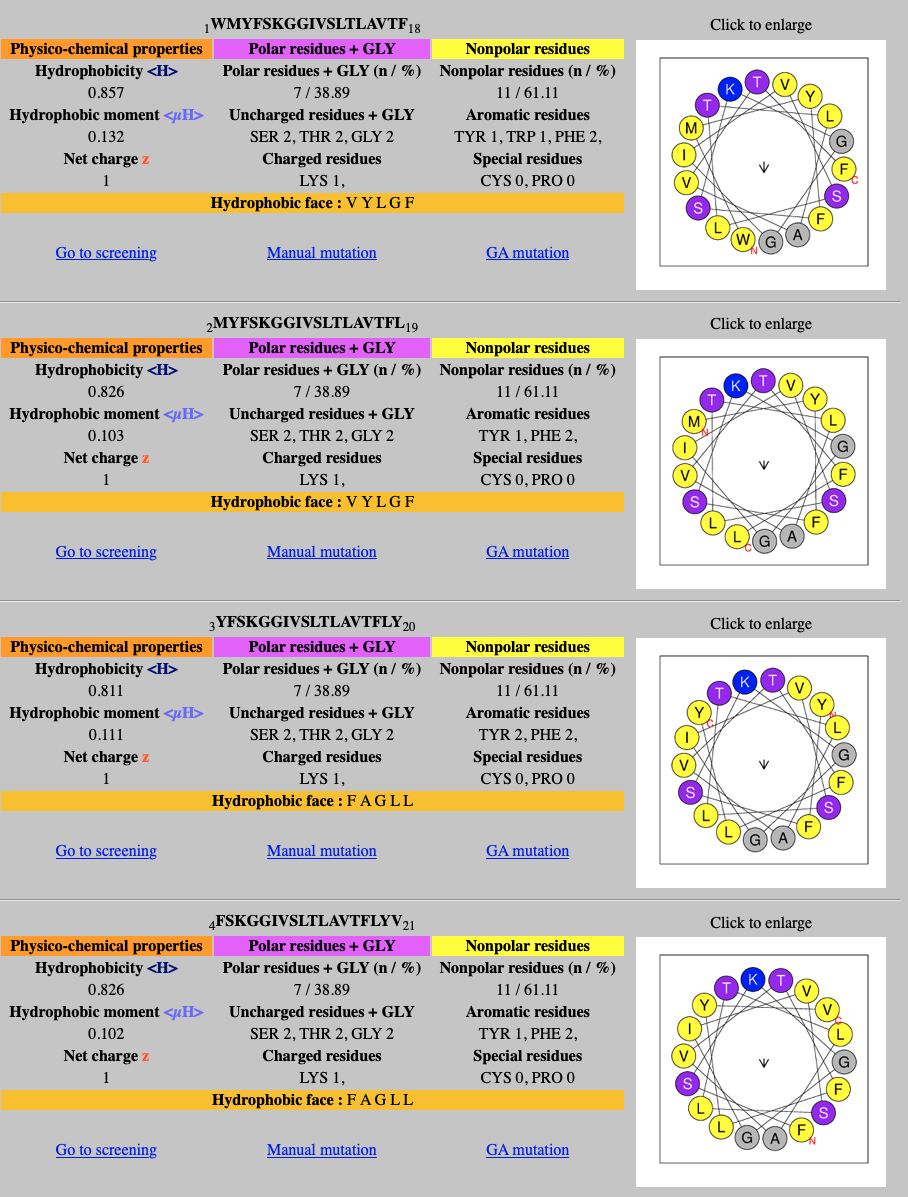 1WMYFSKGGIVSLTLAVTF18 Click to enlarge
Physico-chemical properties Polar residues + GLY Nonpolar residues
Hydrophobicity <H> Polar residues + GLY (n / %) Nonpolar residues (n / %)
0.857 7 / 38.89 11 / 61.11
Hydrophobic moment <μH> Uncharged residues + GLY Aromatic residues
0.132 SER 2, THR 2, GLY 2 TYR 1, TRP 1, PHE 2,
Net charge z Charged residues Special residues
1 LYS 1, CYS 0, PRO 0
Hydrophobic face : V Y L G F
Go to screening Manual mutation GA mutation
K T V Y L G F C S F A G W N L S V I M T
2MYFSKGGIVSLTLAVTFL19 Click to enlarge
Physico-chemical properties Polar residues + GLY Nonpolar residues
Hydrophobicity <H> Polar residues + GLY (n / %) Nonpolar residues (n / %)
0.826 7 / 38.89 11 / 61.11
Hydrophobic moment <μH> Uncharged residues + GLY Aromatic residues
0.103 SER 2, THR 2, GLY 2 TYR 1, PHE 2,
Net charge z Charged residues Special residues
1 LYS 1, CYS 0, PRO 0
Hydrophobic face : V Y L G F
Go to screening Manual mutation GA mutation
K T V Y L G F S F A G L C L S V I M N T
3YFSKGGIVSLTLAVTFLY20 Click to enlarge
Physico-chemical properties Polar residues + GLY Nonpolar residues
Hydrophobicity <H> Polar residues + GLY (n / %) Nonpolar residues (n / %)
0.811 7 / 38.89 11 / 61.11
Hydrophobic moment <μH> Uncharged residues + GLY Aromatic residues
0.111 SER 2, THR 2, GLY 2 TYR 2, PHE 2,
Net charge z Charged residues Special residues
1 LYS 1, CYS 0, PRO 0
Hydrophobic face : F A G L L
Go to screening Manual mutation GA mutation
K T V Y N L G F S F A G L L S V I Y C T
4FSKGGIVSLTLAVTFLYV21 Click to enlarge
Physico-chemical properties Polar residues + GLY Nonpolar residues
Hydrophobicity <H> Polar residues + GLY (n / %) Nonpolar residues (n / %)
0.826 7 / 38.89 11 / 61.11
Hydrophobic moment <μH> Uncharged residues + GLY Aromatic residues
0.102 SER 2, THR 2, GLY 2 TYR 1, PHE 2,
Net charge z Charged residues Special residues
1 LYS 1, CYS 0, PRO 0
Hydrophobic face : F A G L L
Go to screening Manual mutation GA mutation
K T V V C L G F S F N A G L L S V I Y T